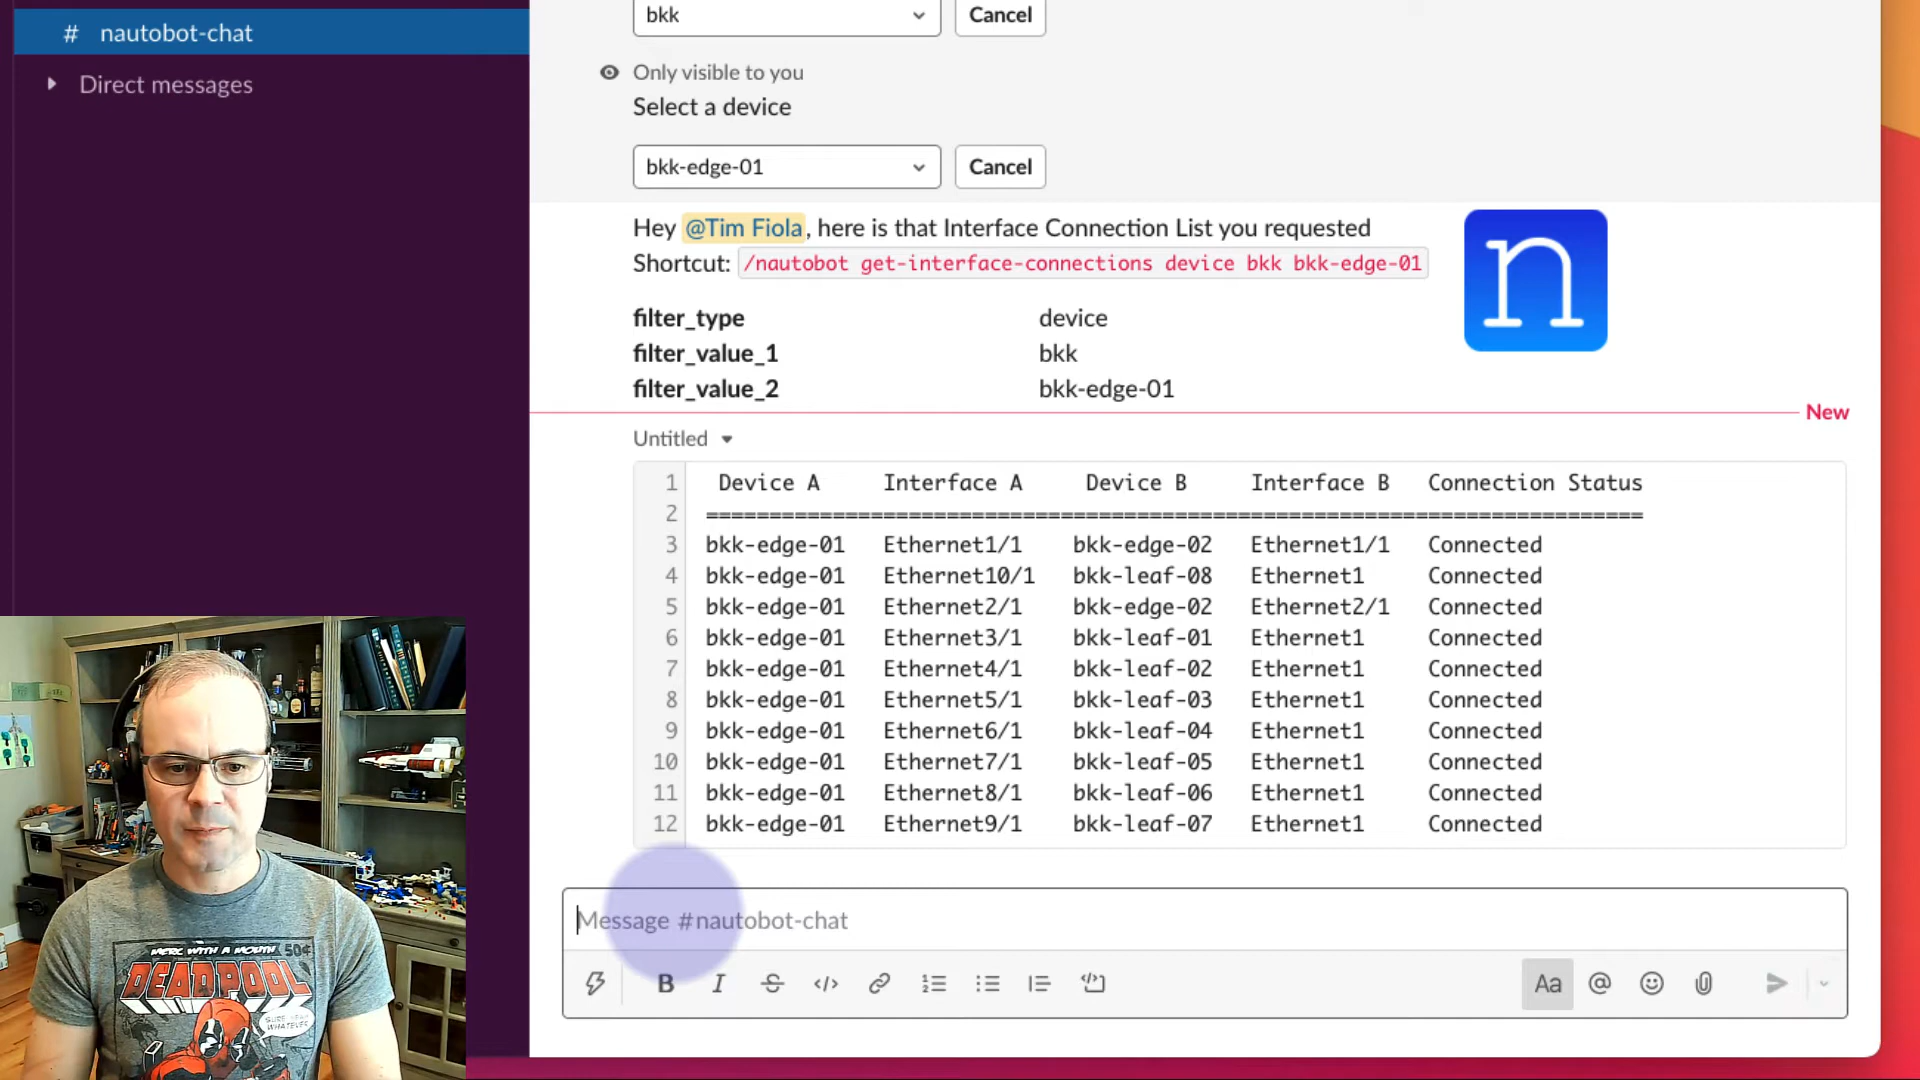 # nautobot-chat
Direct messages
bkk Cancel
Only visible to you
Select a device
bkk-edge-01 Cancel
Hey @Tim Fiola, here is that Interface Connection List you requested
Shortcut: /nautobot get-interface-connections device bkk bkk-edge-01
n
filter_type device
filter_value_1 bkk
filter_value_2 bkk-edge-01
New
Untitled
1 Device A Interface A Device B Interface B Connection Status
2 ==========================================================================
3 bkk-edge-01 Ethernet1/1 bkk-edge-02 Ethernet1/1 Connected
4 bkk-edge-01 Ethernet10/1 bkk-leaf-08 Ethernet1 Connected
5 bkk-edge-01 Ethernet2/1 bkk-edge-02 Ethernet2/1 Connected
6 bkk-edge-01 Ethernet3/1 bkk-leaf-01 Ethernet1 Connected
7 bkk-edge-01 Ethernet4/1 bkk-leaf-02 Ethernet1 Connected
8 bkk-edge-01 Ethernet5/1 bkk-leaf-03 Ethernet1 Connected
9 bkk-edge-01 Ethernet6/1 bkk-leaf-04 Ethernet1 Connected
10 bkk-edge-01 Ethernet7/1 bkk-leaf-05 Ethernet1 Connected
11 bkk-edge-01 Ethernet8/1 bkk-leaf-06 Ethernet1 Connected
12 bkk-edge-01 Ethernet9/1 bkk-leaf-07 Ethernet1 Connected
Message #nautobot-chat
B I S </> Aa @
MERC WITH A MOUTH 50¢
DEADPOOL
SURE, YEAH
WHATEVER